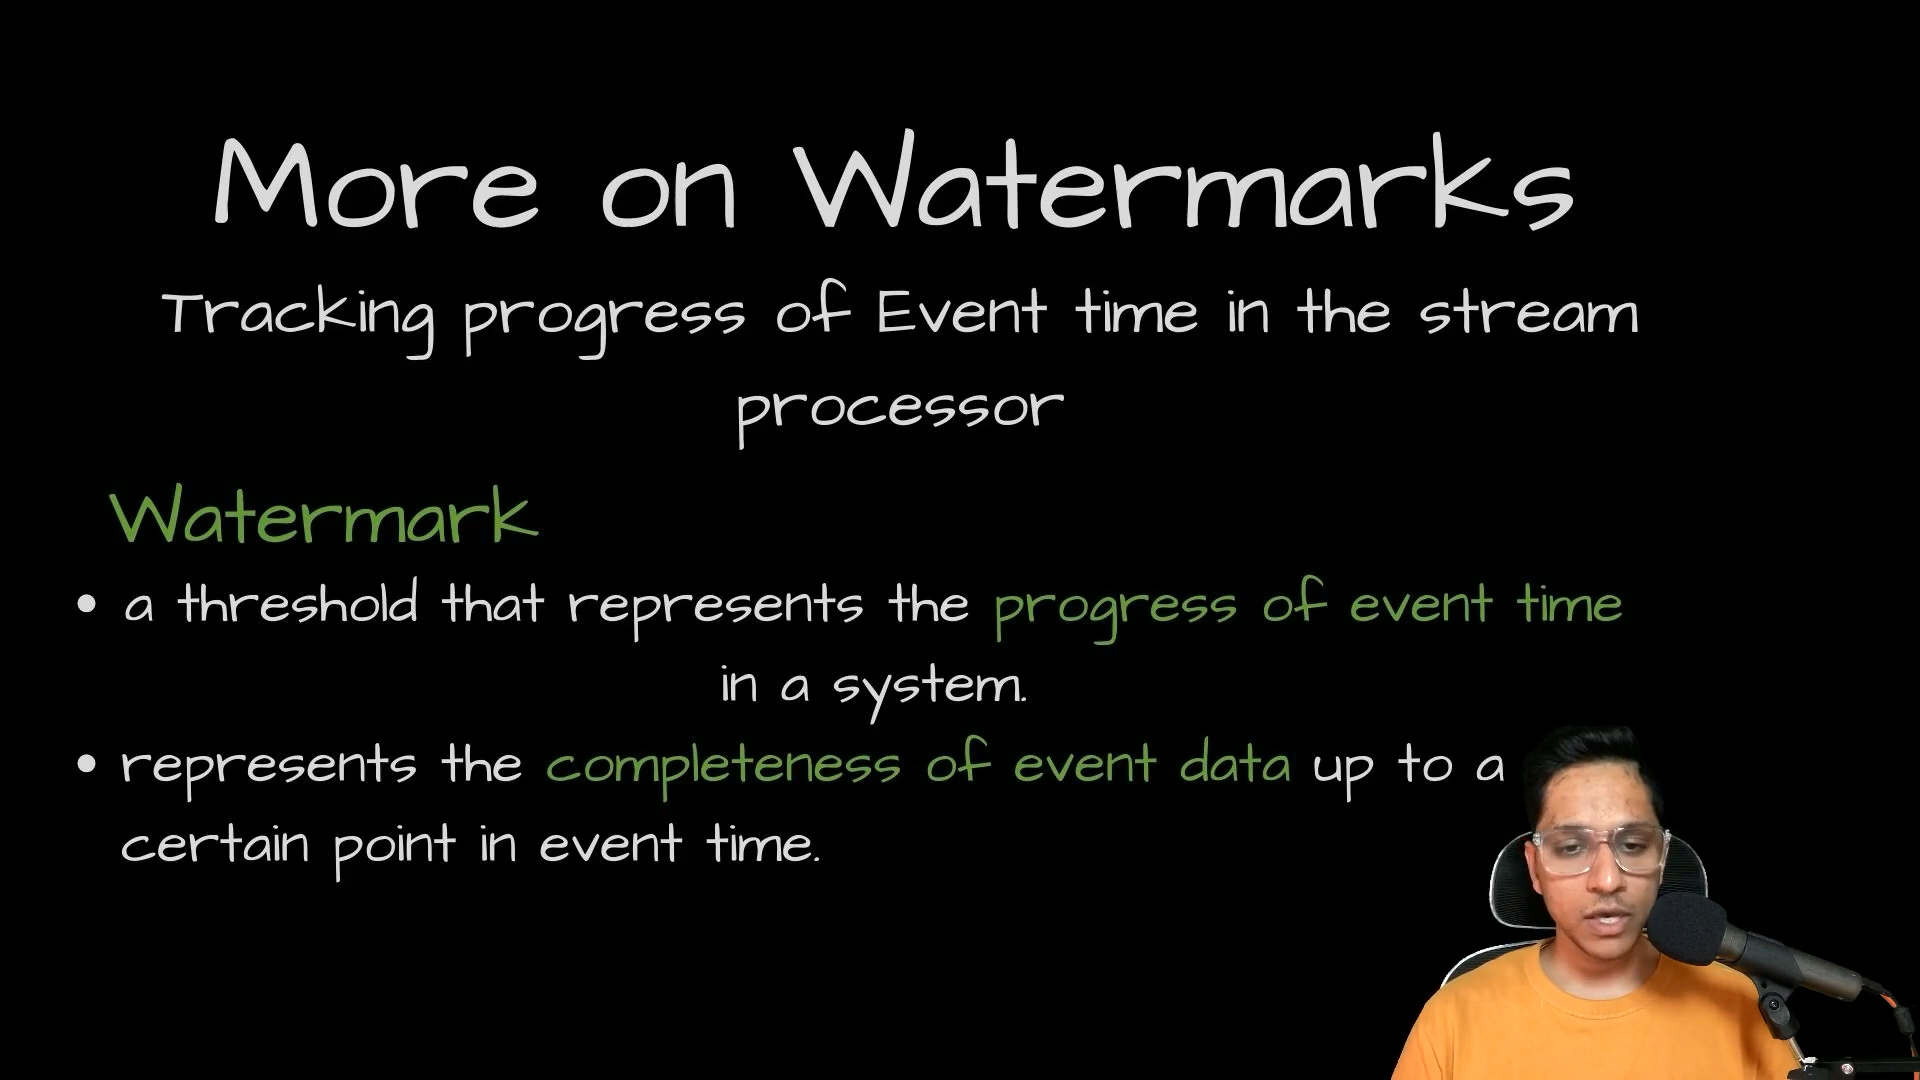 More on Watermarks
Tracking progress of Event time in the stream
processor
Watermark
• a threshold that represents the progress of event time
in a system.
• represents the completeness of event data up to a
certain point in event time.